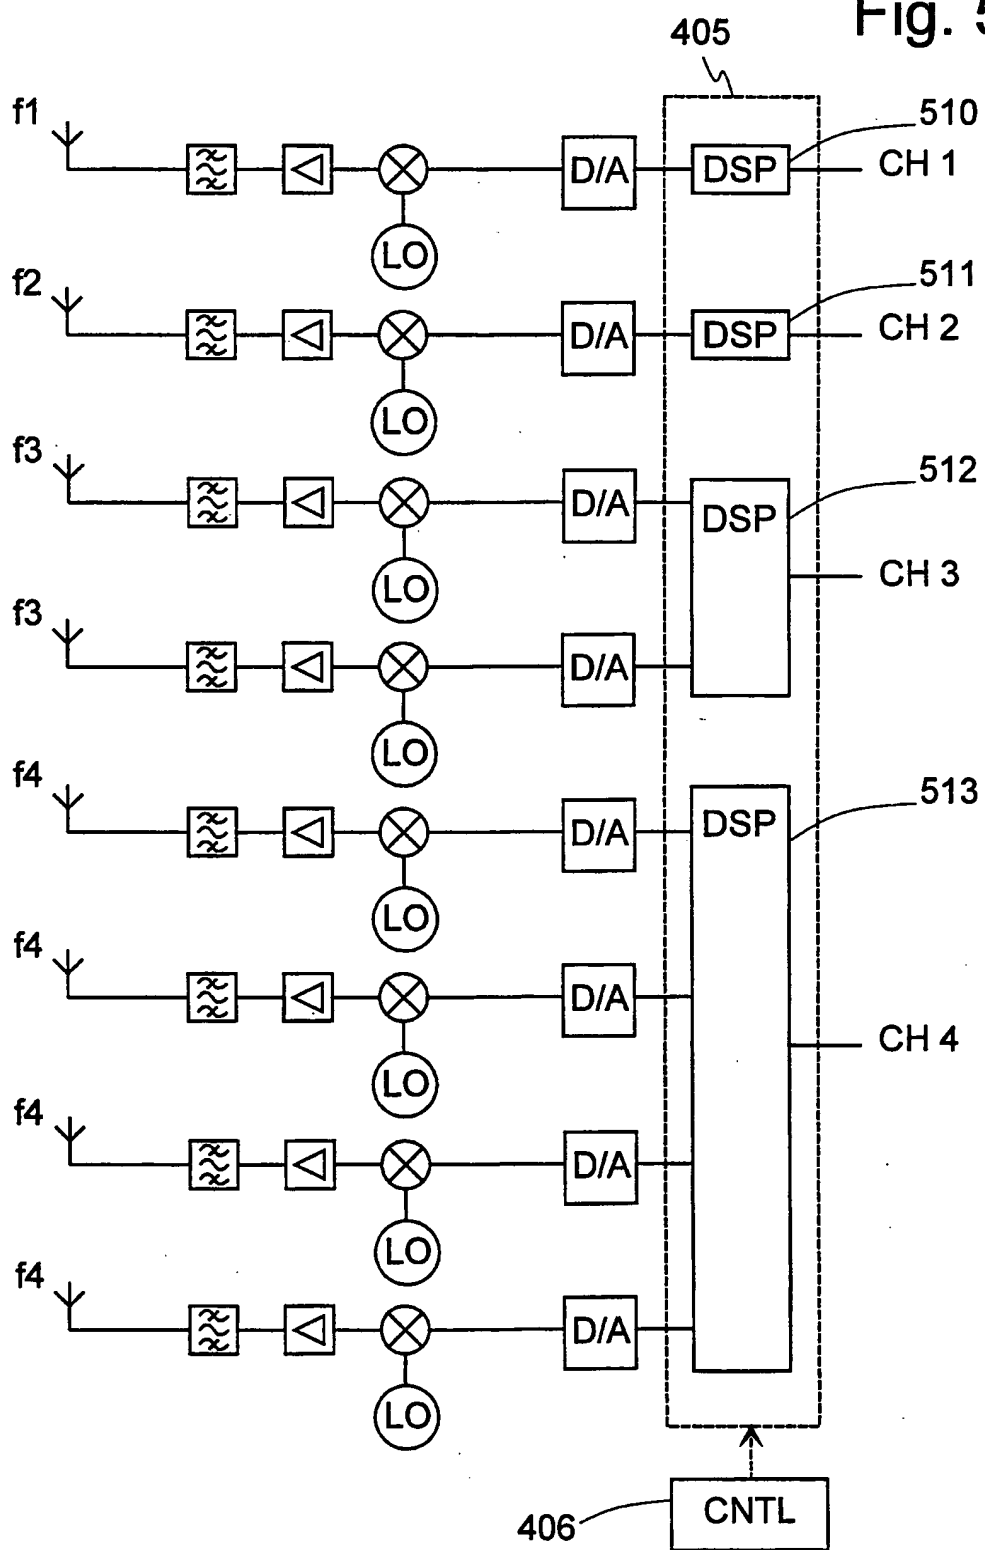 Fig. 5
405
f1
D/A
DSP
510
CH 1
LO
f2
D/A
DSP
511
CH 2
LO
f3
D/A
DSP
512
LO
CH 3
f3
D/A
LO
f4
D/A
DSP
513
LO
f4
D/A
CH 4
LO
f4
D/A
LO
f4
D/A
LO
406
CNTL